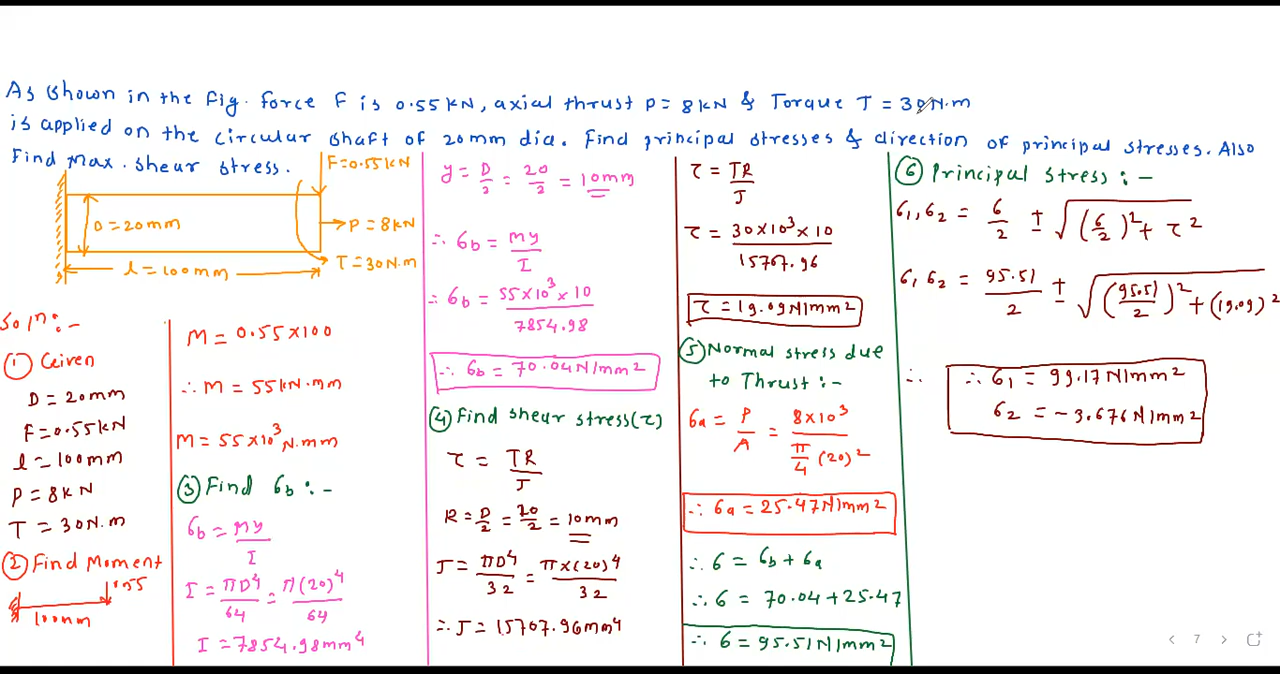 As shown in the fig. force F is 0.55KN, axial thrust P = 8KN & Torque T = 30N.m
is applied on the circular shaft of 20mm dia. Find principal stresses & direction of principal stresses. Also
Find Max. shear stress.
F=0.55KN
D=20mm
P=8KN
T=30N.m
l=100mm
Soln:-
① Given
D=20mm
F=0.55KN
l=100mm
P=8KN
T=30N.m
② Find Moment
0.55
100mm
M = 0.55×100
∴ M = 55KN.mm
M = 55×10³ N.mm
③ Find σb :-
σb = My/I
I = πD⁴/64 = π(20)⁴/64
I = 7854.98mm⁴
y = D/2 = 20/2 = 10mm
∴ σb = My/I
∴ σb = 55×10³×10/7854.98
∴ σb = 70.04N/mm²
④ Find shear stress(τ)
τ = TR/J
R = D/2 = 20/2 = 10mm
J = πD⁴/32 = π×(20)⁴/32
∴ J = 15707.96mm⁴
τ = TR/J
τ = 30×10³×10/15707.96
τ = 19.09N/mm²
⑤ Normal stress due
to Thrust :-
σa = P/A = 8×10³/π/4(20)²
∴ σa = 25.47N/mm²
∴ σ = σb + σa
∴ σ = 70.04+25.47
∴ σ = 95.51N/mm²
⑥ Principal stress :-
σ1, σ2 = σ/2 ± √(σ/2)² + τ²
σ1, σ2 = 95.51/2 ± √(95.51/2)² + (19.09)²
∴ ∴ σ1 = 99.17N/mm²
σ2 = -3.676N/mm²
< 7 >